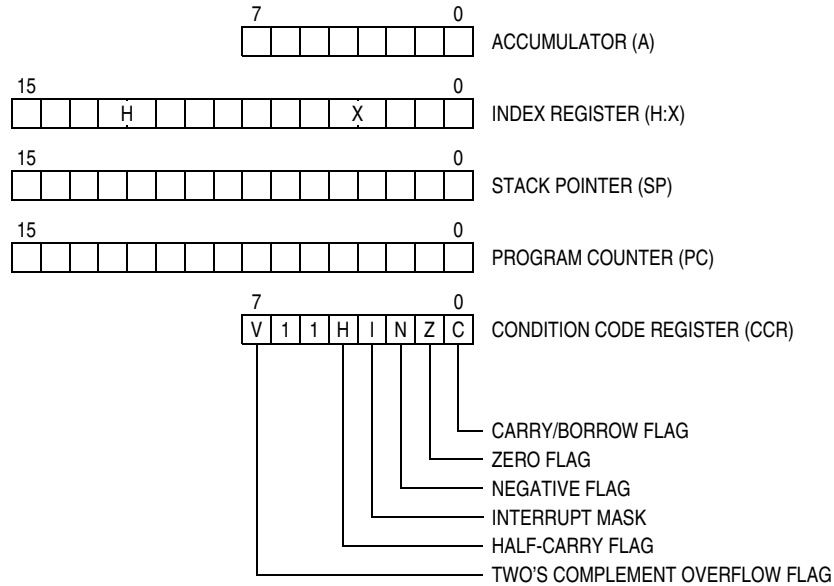 7 0
ACCUMULATOR (A)
15 0
H X INDEX REGISTER (H:X)
15 0
STACK POINTER (SP)
15 0
PROGRAM COUNTER (PC)
7 0
V 1 1 H I N Z C CONDITION CODE REGISTER (CCR)
CARRY/BORROW FLAG
ZERO FLAG
NEGATIVE FLAG
INTERRUPT MASK
HALF-CARRY FLAG
TWO'S COMPLEMENT OVERFLOW FLAG